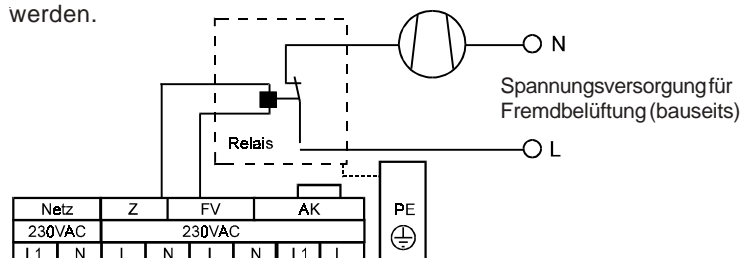 werden.
N
Spannungsversorgung für
Fremdbelüftung (bauseits)
Relais
L
Netz Z FV AK PE
230VAC 230VAC
L1 N L N L N L1 L